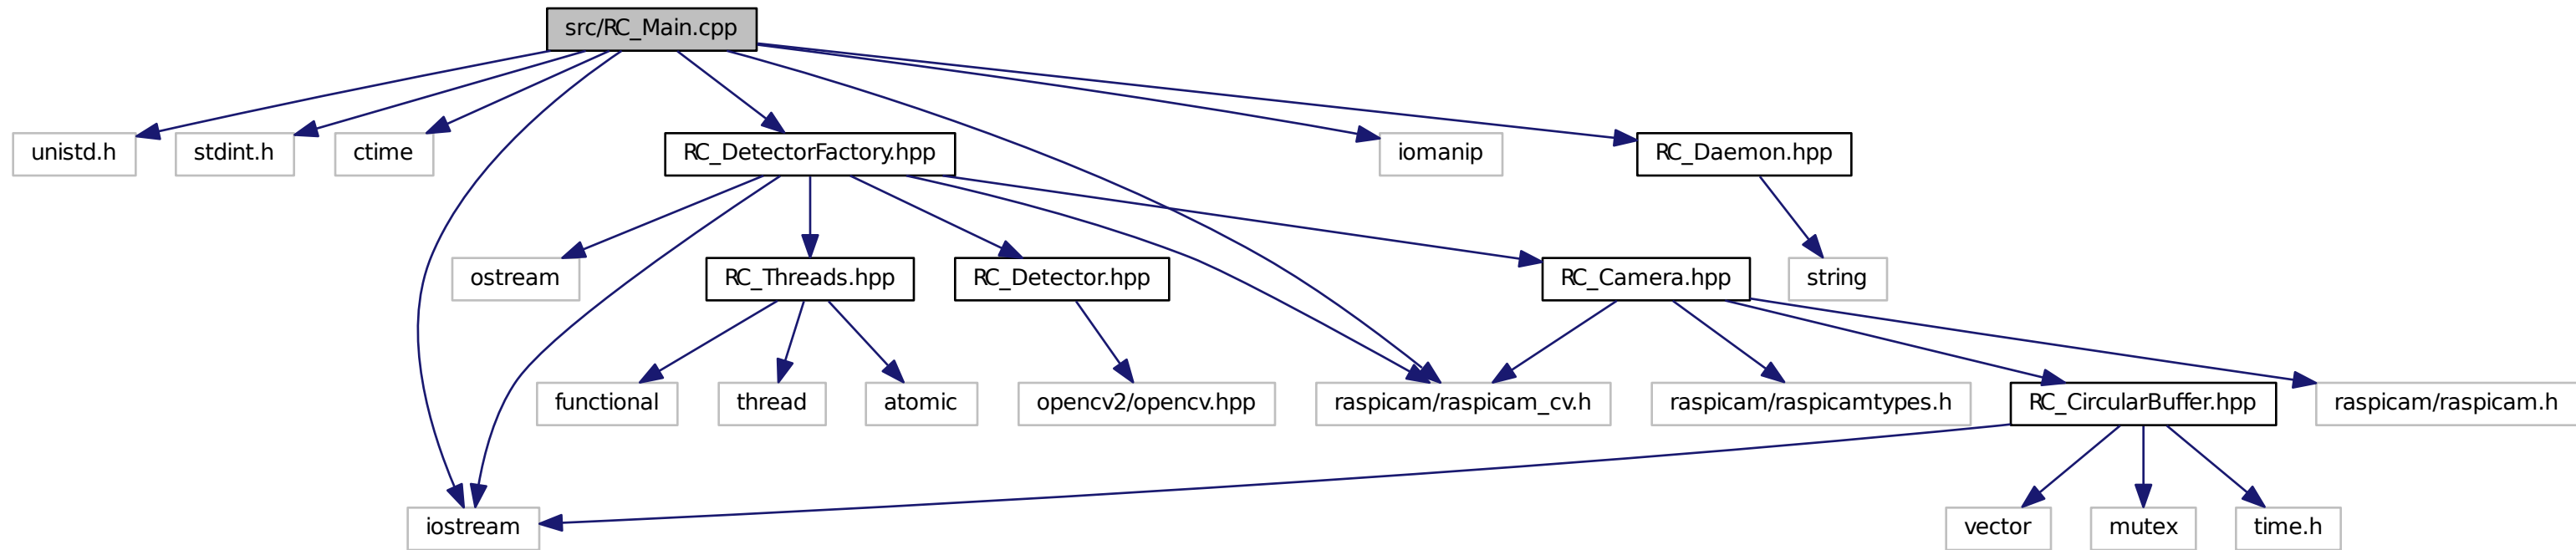 src/RC_Main.cpp
unistd.h
stdint.h
ctime
RC_DetectorFactory.hpp
iomanip
RC_Daemon.hpp
ostream
RC_Threads.hpp
RC_Detector.hpp
RC_Camera.hpp
string
functional
thread
atomic
opencv2/opencv.hpp
raspicam/raspicam_cv.h
raspicam/raspicamtypes.h
RC_CircularBuffer.hpp
raspicam/raspicam.h
iostream
vector
mutex
time.h